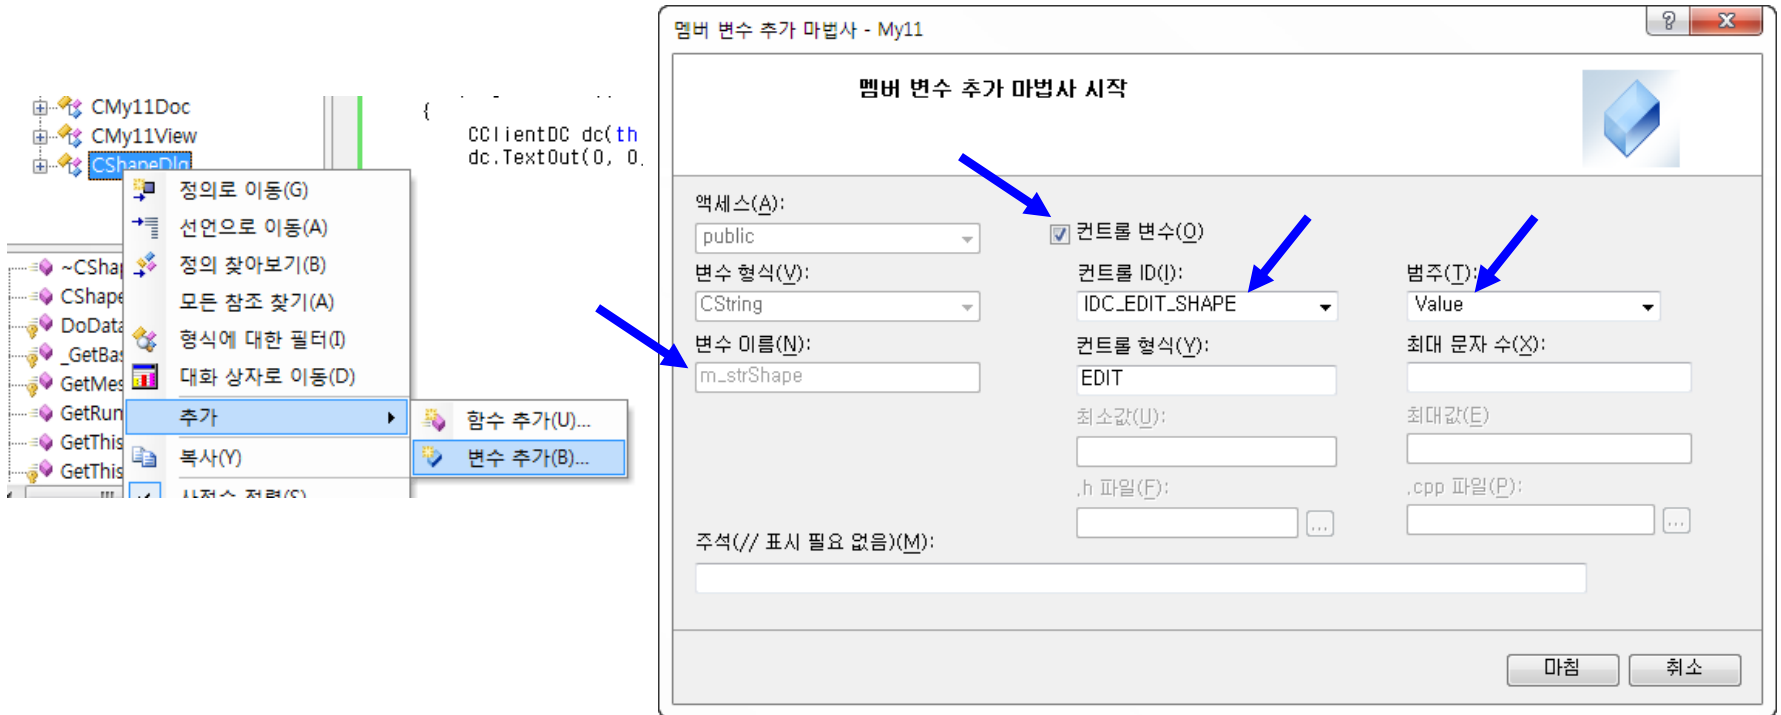 CMy11Doc
CMy11View
CShapeDlg
정의로 이동(G)
선언으로 이동(A)
정의 찾아보기(B)
모든 참조 찾기(A)
형식에 대한 필터(I)
대화 상자로 이동(D)
추가
복사(Y)
함수 추가(U)...
변수 추가(B)...
~CShap
CShape
DoData
_GetBas
GetMes
GetRun
GetThis
GetThis
{
CClientDC dc(th
dc.TextOut(0, 0,
멤버 변수 추가 마법사 - My11
멤버 변수 추가 마법사 시작
액세스(A):
public
컨트롤 변수(O)
변수 형식(V):
컨트롤 ID(I):
범주(T):
CString
IDC_EDIT_SHAPE
Value
변수 이름(N):
컨트롤 형식(Y):
최대 문자 수(X):
m_strShape
EDIT
최소값(U):
최대값(E)
.h 파일(F):
.cpp 파일(P):
...
...
주석(// 표시 필요 없음)(M):
마침
취소